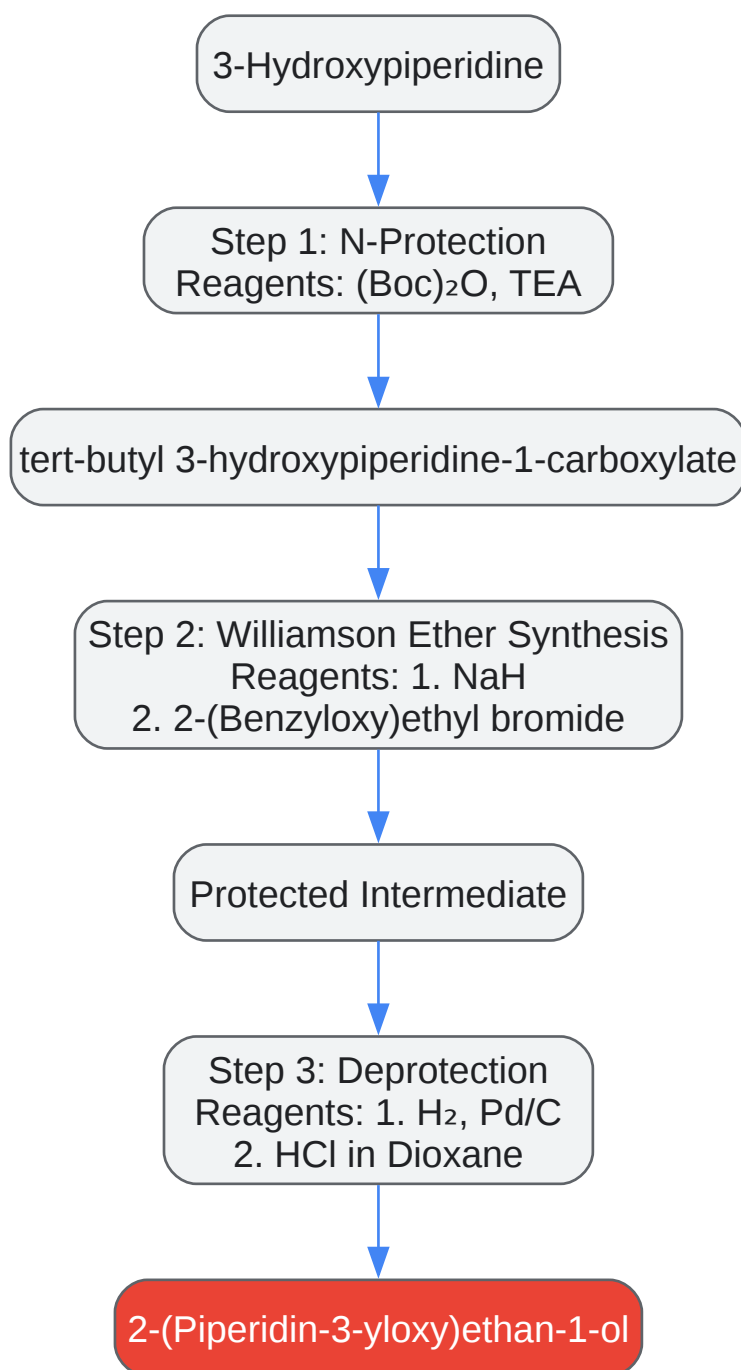 3-Hydroxypiperidine
Step 1: N-Protection
Reagents: (Boc)₂O, TEA
tert-butyl 3-hydroxypiperidine-1-carboxylate
Step 2: Williamson Ether Synthesis
Reagents: 1. NaH
2. 2-(Benzyloxy)ethyl bromide
Protected Intermediate
Step 3: Deprotection
Reagents: 1. H₂, Pd/C
2. HCl in Dioxane
2-(Piperidin-3-yloxy)ethan-1-ol